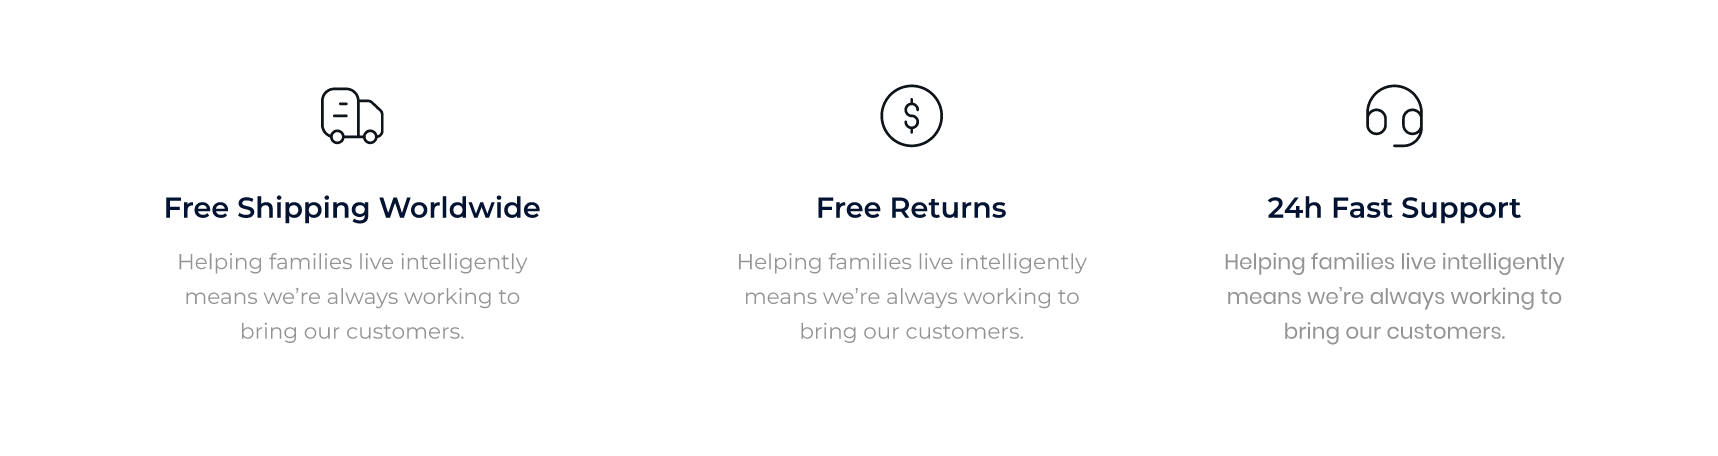 Free Shipping Worldwide
Helping families live intelligently
means we’re always working to
bring our customers.
$
Free Returns
Helping families live intelligently
means we’re always working to
bring our customers.
24h Fast Support
Helping families live intelligently
means we’re always working to
bring our customers.